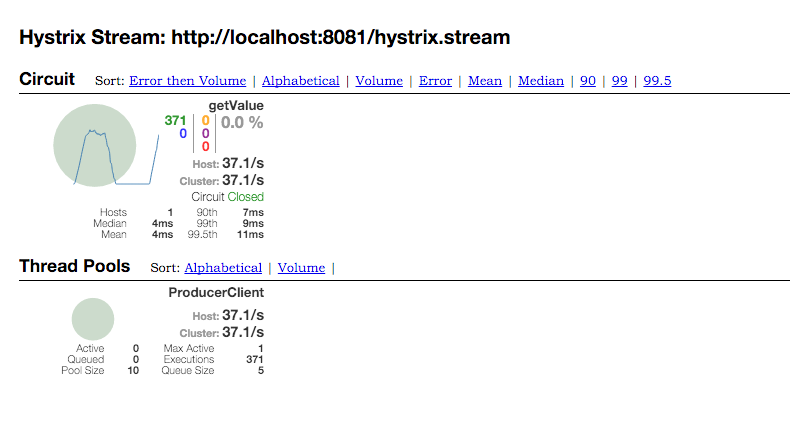 Hystrix Stream: http://localhost:8081/hystrix.stream
Circuit Sort: Error then Volume | Alphabetical | Volume | Error | Mean | Median | 90 | 99 | 99.5
getValue
371 0 0.0 %
0 0
0
Host: 37.1/s
Cluster: 37.1/s
Circuit Closed
Hosts 1 90th 7ms
Median 4ms 99th 9ms
Mean 4ms 99.5th 11ms
Thread Pools Sort: Alphabetical | Volume |
ProducerClient
Host: 37.1/s
Cluster: 37.1/s
Active 0 Max Active 1
Queued 0 Executions 371
Pool Size 10 Queue Size 5